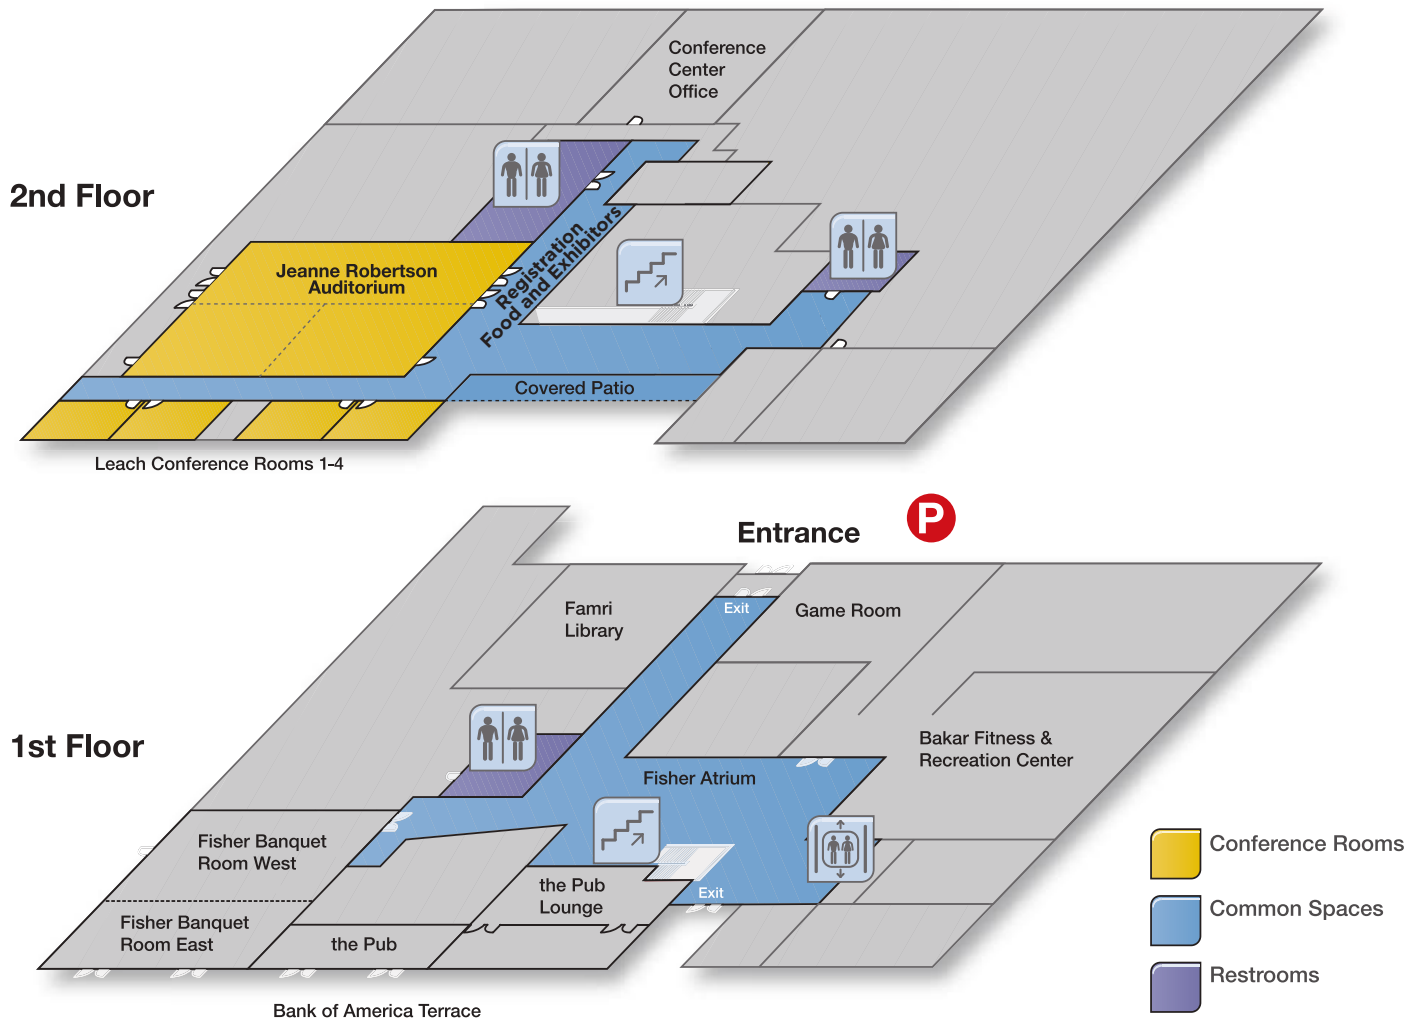 Conference
Center
Office
2nd Floor
Registration
Food and Exhibitors
Jeanne Robertson
Auditorium
Covered Patio
Leach Conference Rooms 1-4
Entrance
P
Famri
Library
Exit
Game Room
1st Floor
Bakar Fitness &
Recreation Center
Fisher Atrium
Fisher Banquet
Room West
the Pub
Lounge
Exit
Fisher Banquet
Room East
the Pub
Bank of America Terrace
Conference Rooms
Common Spaces
Restrooms